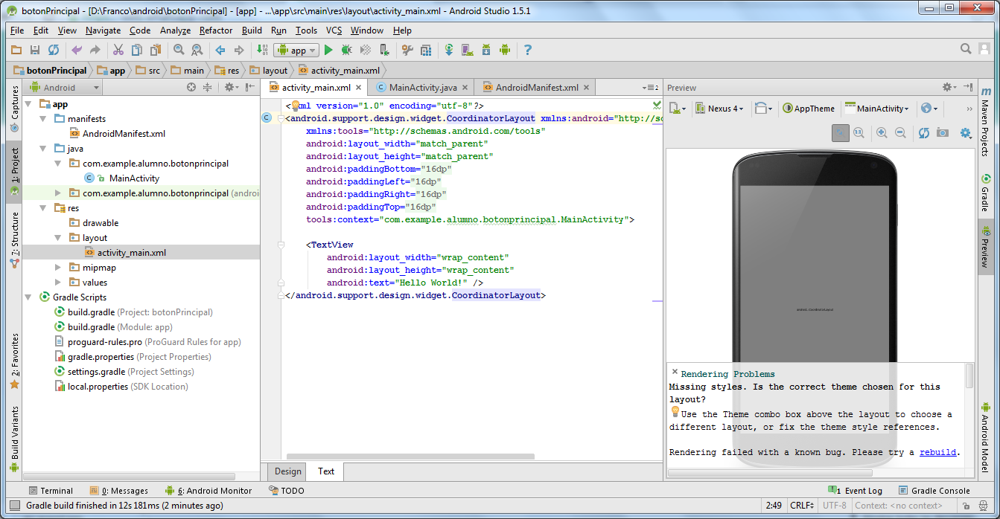 botonPrincipal - [D:\Franco\android\botonPrincipal] - [app] - ...\app\src\main\res\layout\activity_main.xml - Android Studio 1.5.1
File Edit View Navigate Code Analyze Refactor Build Run Tools VCS Window Help
app
botonPrincipal app src main res layout activity_main.xml
Captures
1: Project
7: Structure
2: Favorites
Build Variants
Android
app
manifests
AndroidManifest.xml
java
com.example.alumno.botonprincipal
MainActivity
com.example.alumno.botonprincipal (androi
res
drawable
layout
activity_main.xml
mipmap
values
Gradle Scripts
build.gradle (Project: botonPrincipal)
build.gradle (Module: app)
proguard-rules.pro (ProGuard Rules for app)
gradle.properties (Project Properties)
settings.gradle (Project Settings)
local.properties (SDK Location)
activity_main.xml MainActivity.java AndroidManifest.xml 2
<?xml version="1.0" encoding="utf-8"?>
<android.support.design.widget.CoordinatorLayout xmlns:android="http://sc
xmlns:tools="http://schemas.android.com/tools"
android:layout_width="match_parent"
android:layout_height="match_parent"
android:paddingBottom="16dp"
android:paddingLeft="16dp"
android:paddingRight="16dp"
android:paddingTop="16dp"
tools:context="com.example.alumno.botonprincipal.MainActivity">
<TextView
android:layout_width="wrap_content"
android:layout_height="wrap_content"
android:text="Hello World!" />
</android.support.design.widget.CoordinatorLayout>
Design Text
Preview
Nexus 4 AppTheme MainActivity
1:1
Rendering Problems
Missing styles. Is the correct theme chosen for this
layout?
Use the Theme combo box above the layout to choose a
different layout, or fix the theme style references.
Rendering failed with a known bug. Please try a rebuild.
Maven Projects
Gradle
Preview
Android Model
Terminal 0: Messages 6: Android Monitor TODO 1 Event Log Gradle Console
Gradle build finished in 12s 181ms (2 minutes ago) 2:49 CRLF UTF-8 Context: <no context>